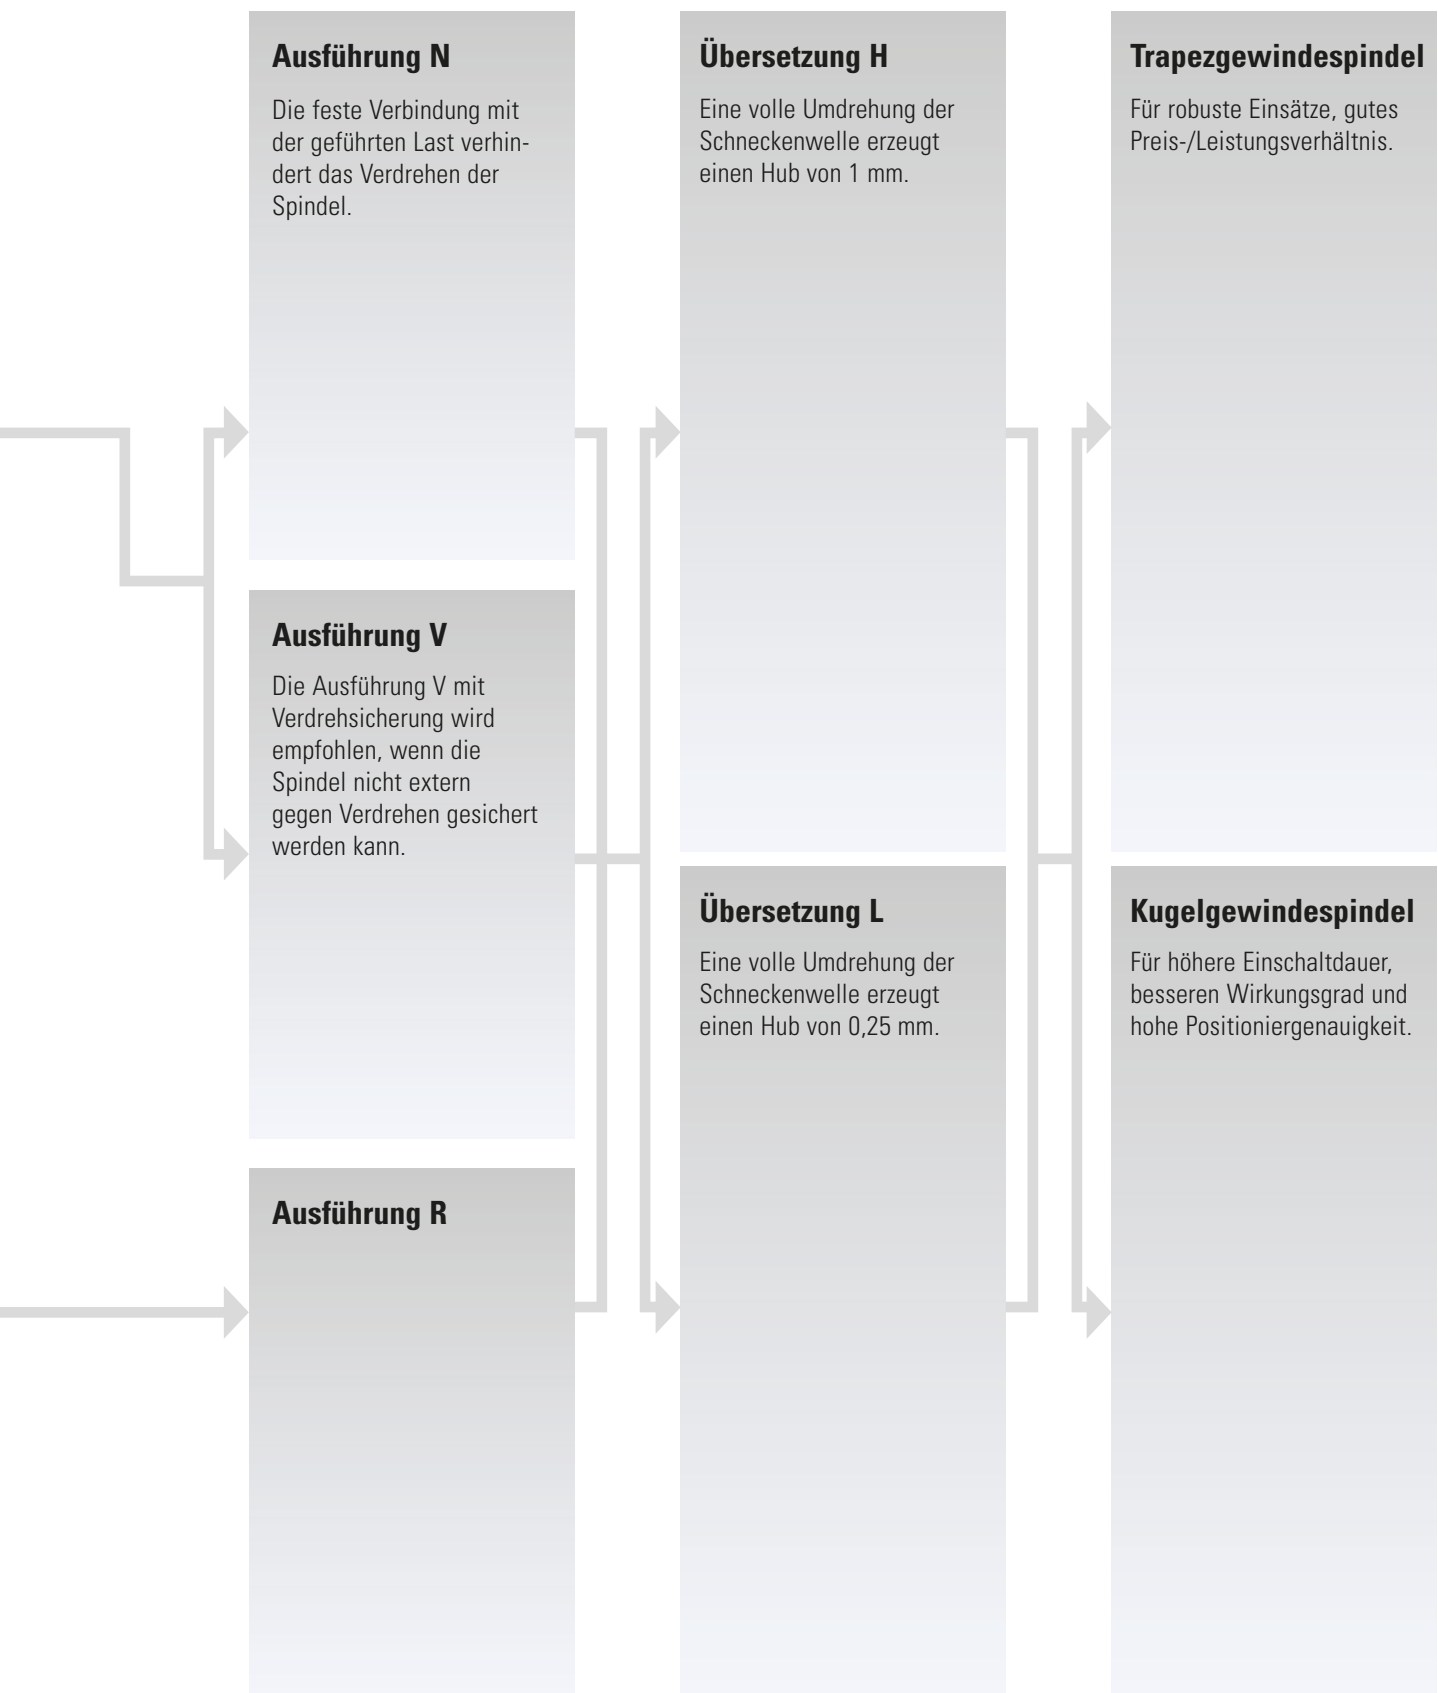 Ausführung N
Die feste Verbindung mit
der geführten Last verhin-
dert das Verdrehen der
Spindel.
Ausführung V
Die Ausführung V mit
Verdrehsicherung wird
empfohlen, wenn die
Spindel nicht extern
gegen Verdrehen gesichert
werden kann.
Ausführung R
Übersetzung H
Eine volle Umdrehung der
Schneckenwelle erzeugt
einen Hub von 1 mm.
Übersetzung L
Eine volle Umdrehung der
Schneckenwelle erzeugt
einen Hub von 0,25 mm.
Trapezgewindespindel
Für robuste Einsätze, gutes
Preis-/Leistungsverhältnis.
Kugelgewindespindel
Für höhere Einschaltdauer,
besseren Wirkungsgrad und
hohe Positioniergenauigkeit.